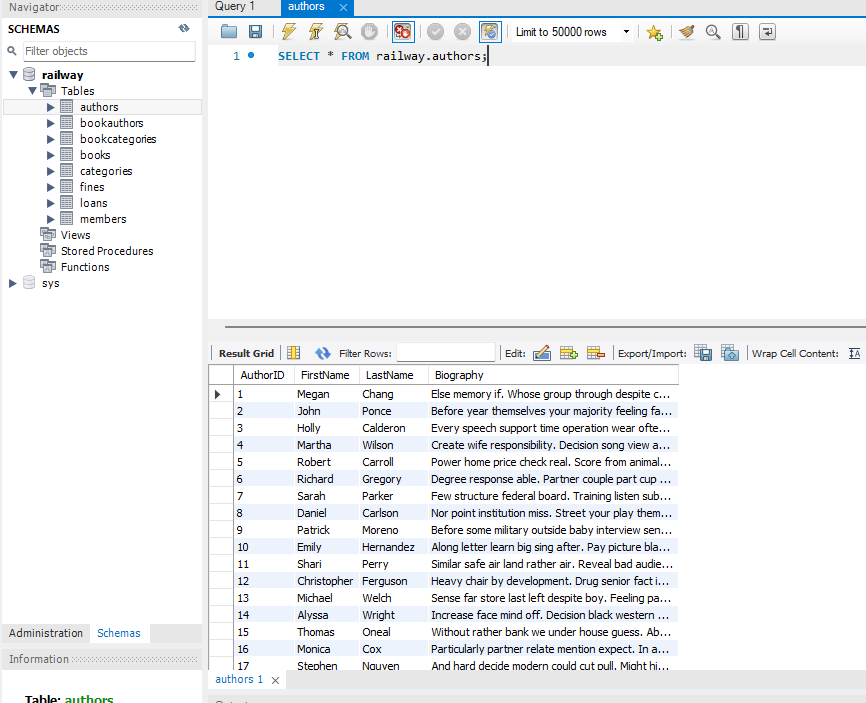 Navigator
SCHEMAS
Filter objects
railway
Tables
authors
bookauthors
bookcategories
books
categories
fines
loans
members
Views
Stored Procedures
Functions
sys
Administration Schemas
Information
Table: authors
Query 1 authors
Limit to 50000 rows
1 SELECT * FROM railway.authors;
Result Grid Filter Rows: Edit: Export/Import: Wrap Cell Content:
AuthorID FirstName LastName Biography
1 Megan Chang Else memory if. Whose group through despite c...
2 John Ponce Before year themselves your majority feeling fa...
3 Holly Calderon Every speech support time operation wear ofte...
4 Martha Wilson Create wife responsibility. Decision song view a...
5 Robert Carroll Power home price check real. Score from animal...
6 Richard Gregory Degree response able. Partner couple part cup ...
7 Sarah Parker Few structure federal board. Training listen sub...
8 Daniel Carlson Nor point institution miss. Street your play them...
9 Patrick Moreno Before some military outside baby interview sen...
10 Emily Hernandez Along letter learn big sing after. Pay picture bla...
11 Shari Perry Similar safe air land rather air. Reveal bad audie...
12 Christopher Ferguson Heavy chair by development. Drug senior fact i...
13 Michael Welch Sense far store last left despite boy. Feeling pa...
14 Alyssa Wright Increase face mind off. Decision black western ...
15 Thomas Oneal Without rather bank we under house guess. Ab...
16 Monica Cox Particularly partner relate mention expect. In a...
17 Stephen Nguyen And hard decide modern could cut pull. Might hi...
authors 1